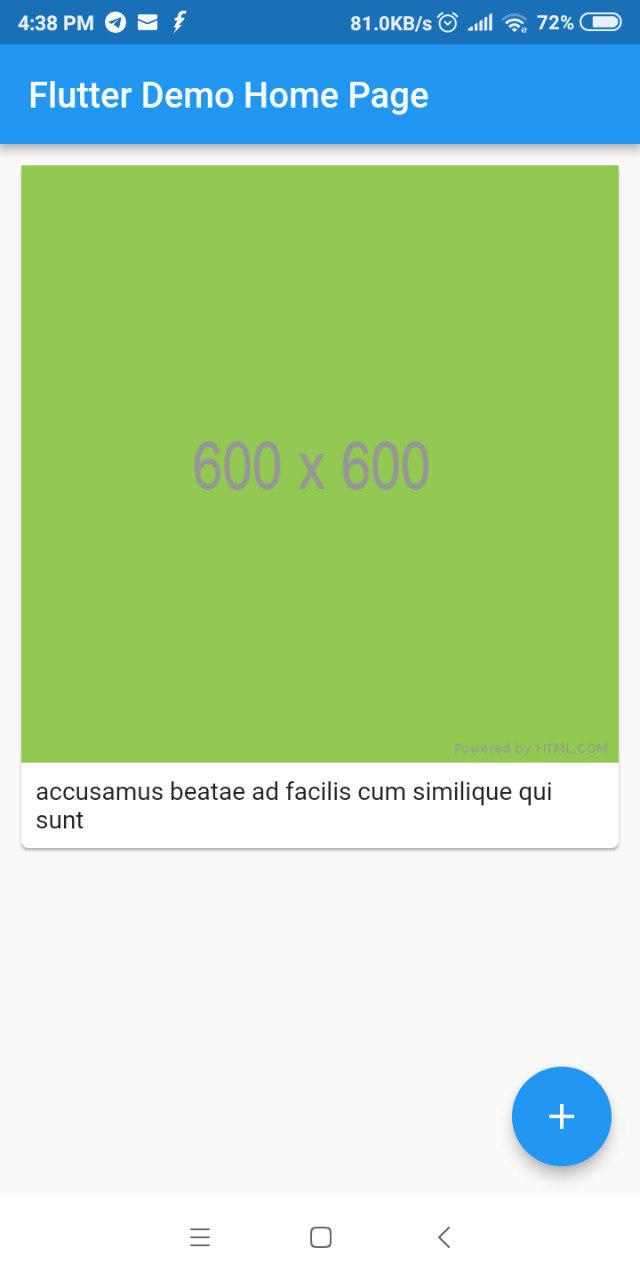 4:38 PM 81.0KB/s 72%
Flutter Demo Home Page
600 x 600
Powered by HTML.COM
accusamus beatae ad facilis cum similique qui
sunt